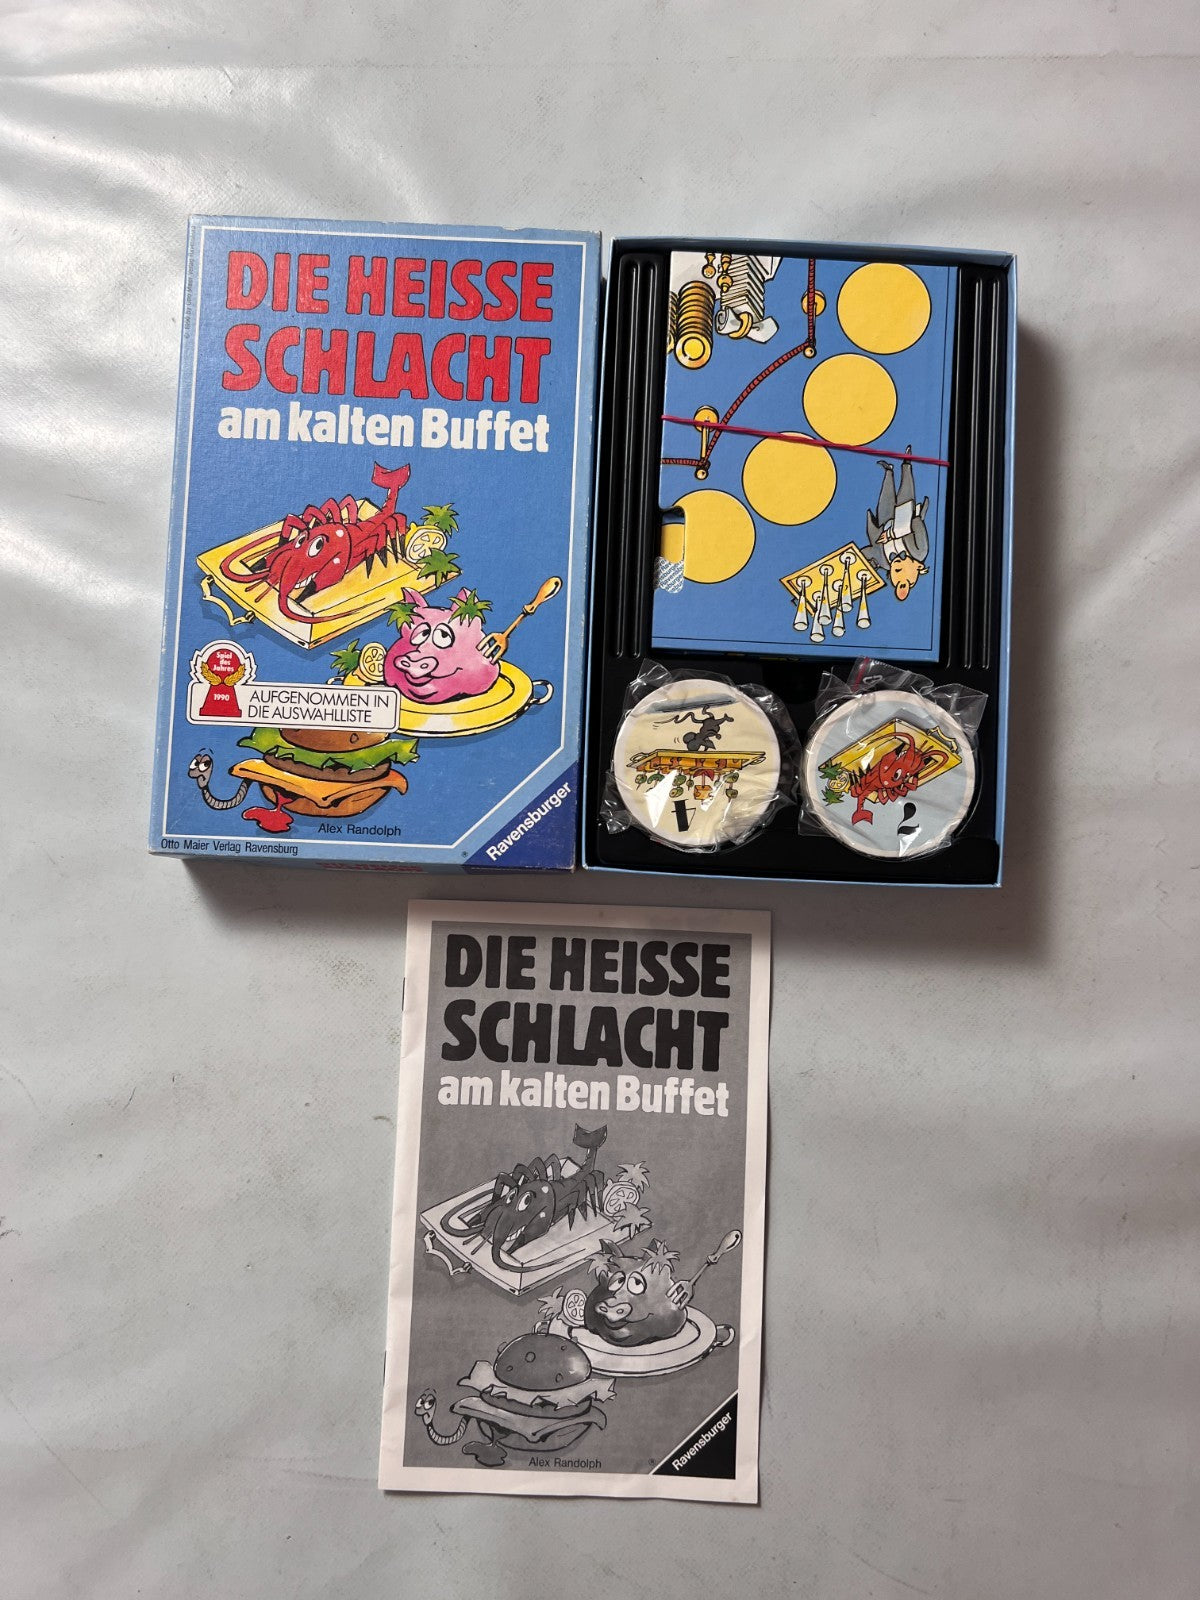 DIE HEISSE
SCHLACHT
am kalten Buffet
Spiel
des
Jahres
1990
AUFGENOMMEN IN
DIE AUSWAHLLISTE
Alex Randolph
Otto Maier Verlag Ravensburg
®
Ravensburger
1
2
DIE HEISSE
SCHLACHT
am kalten Buffet
Alex Randolph
®
Ravensburger